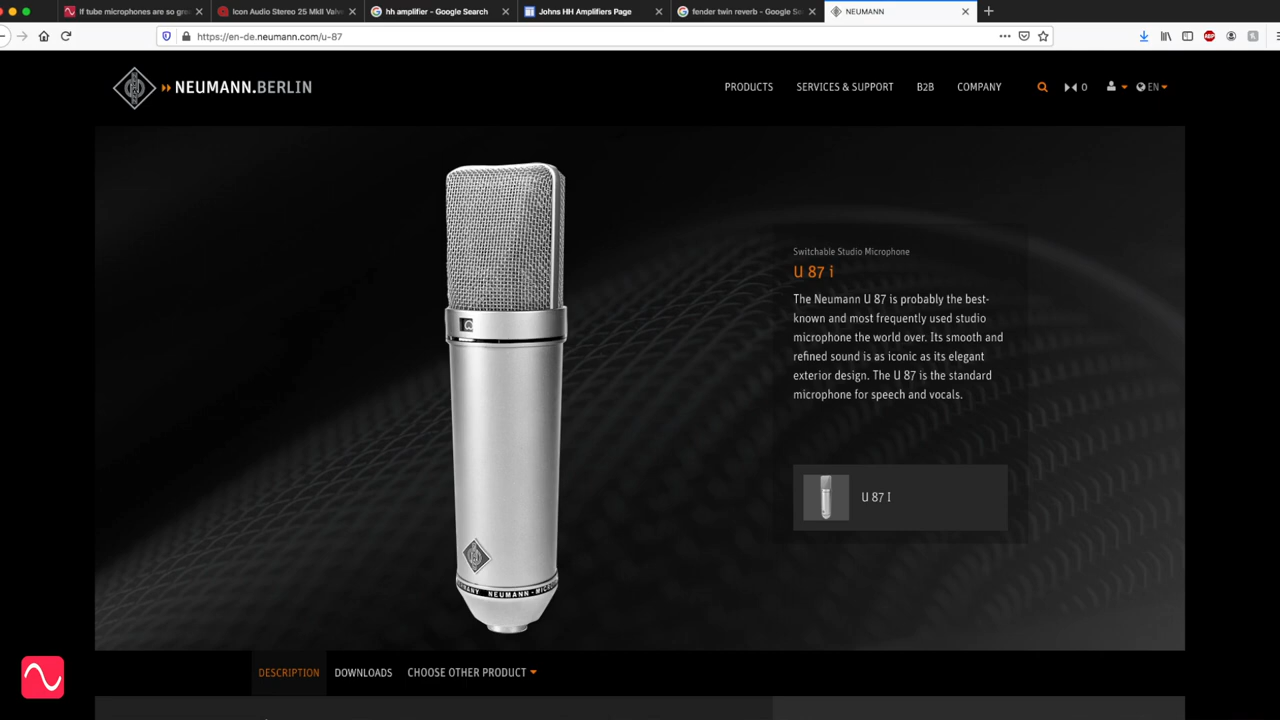 If tube microphones are so gre
Icon Audio Stereo 25 MkII Valv
hh amplifier - Google Search
Johns HH Amplifiers Page
fender twin reverb - Google Se
NEUMANN
https://en-de.neumann.com/u-87
NEUMANN.BERLIN
PRODUCTS
SERVICES & SUPPORT
B2B
COMPANY
0
EN
Switchable Studio Microphone
U 87 i
The Neumann U 87 is probably the best-
known and most frequently used studio
microphone the world over. Its smooth and
refined sound is as iconic as its elegant
exterior design. The U 87 is the standard
microphone for speech and vocals.
U 87 I
NEUMANN
DESCRIPTION
DOWNLOADS
CHOOSE OTHER PRODUCT